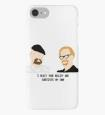 I REJECT YOUR REALITY AND
SUBSTITUTE MY OWN